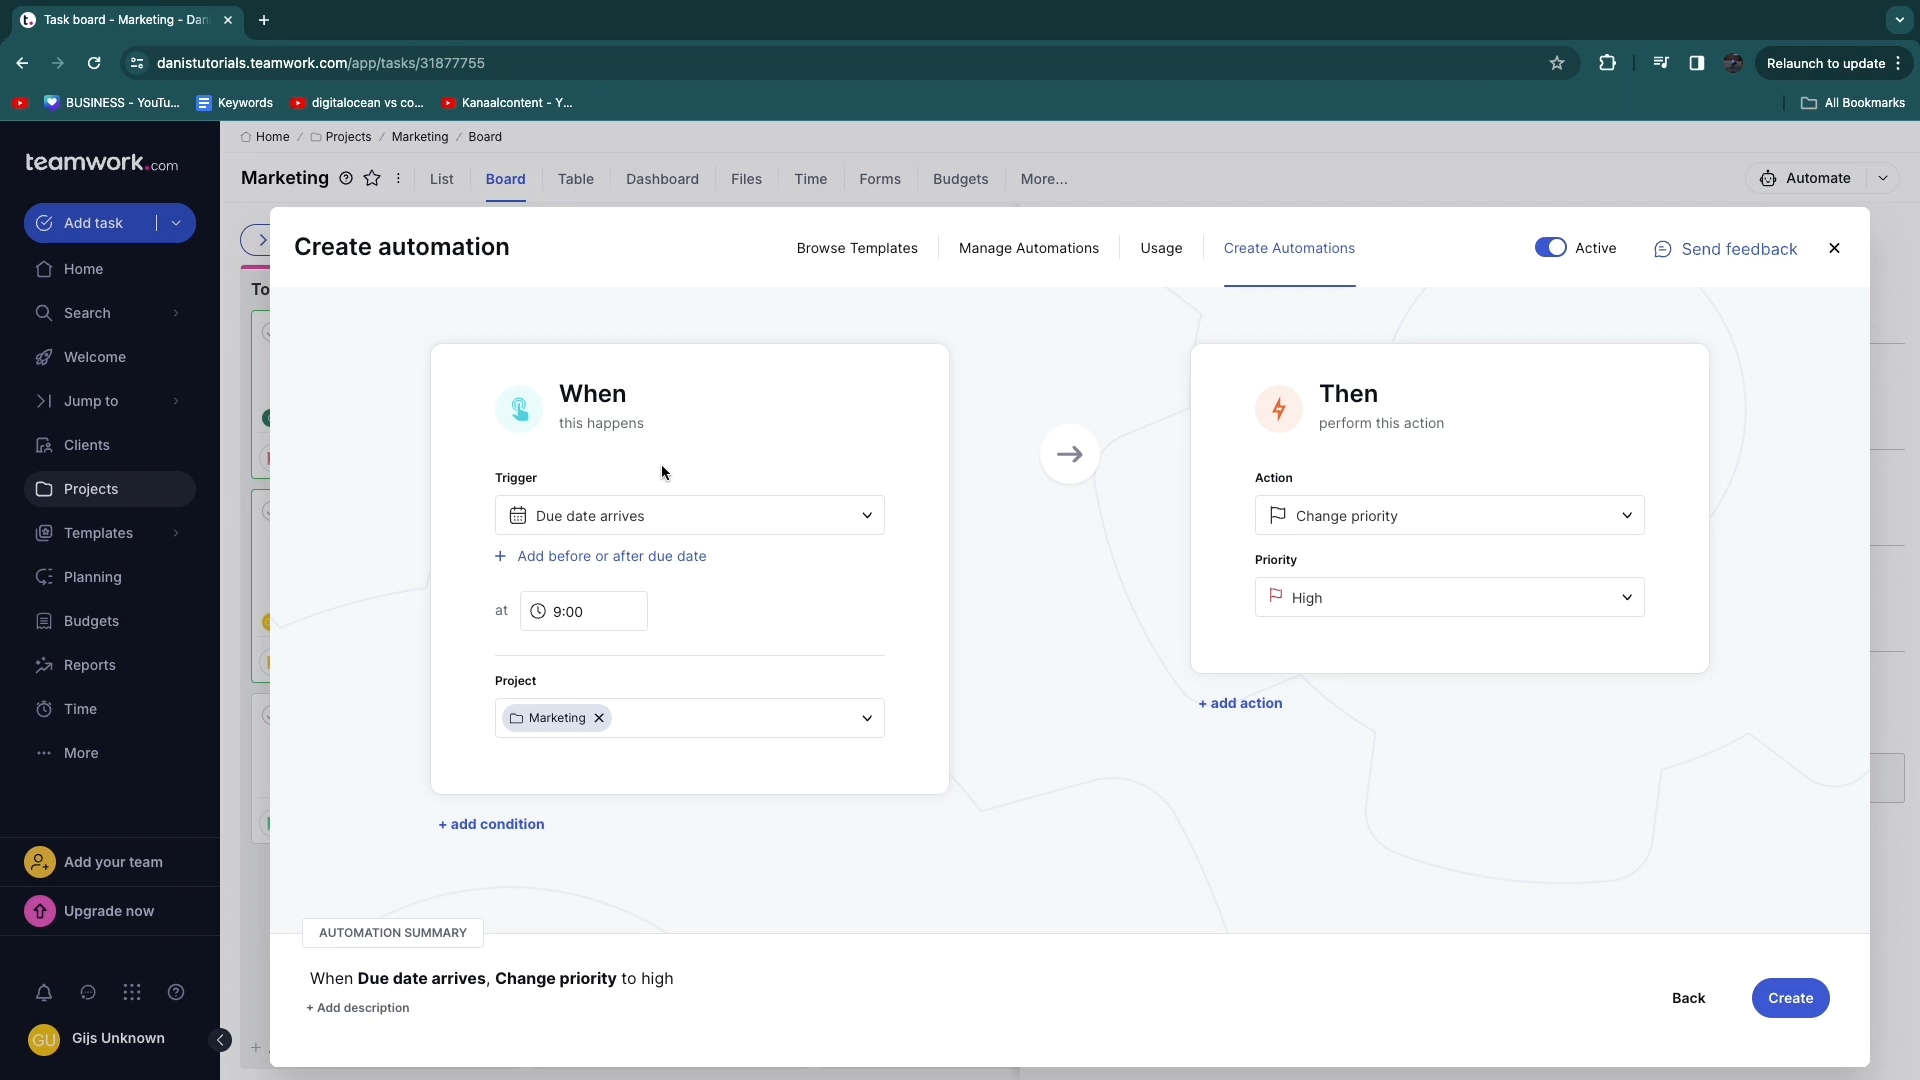 Task board - Marketing - Dan
danistutorials.teamwork.com/app/tasks/31877755
Relaunch to update
BUSINESS - YouTu...
Keywords
digitalocean vs co...
Kanaalcontent - Y...
All Bookmarks
teamwork.com
Home / Projects / Marketing / Board
Marketing
List
Board
Table
Dashboard
Files
Time
Forms
Budgets
More...
Automate
Add task
Home
Search
Welcome
Jump to
Clients
Projects
Templates
Planning
Budgets
Reports
Time
More
Add your team
Upgrade now
GU
Gijs Unknown
To
Create automation
Browse Templates
Manage Automations
Usage
Create Automations
Active
Send feedback
When
this happens
Trigger
Due date arrives
+ Add before or after due date
at 9:00
Project
Marketing
+ add condition
Then
perform this action
Action
Change priority
Priority
High
+ add action
AUTOMATION SUMMARY
When Due date arrives, Change priority to high
+ Add description
Back
Create